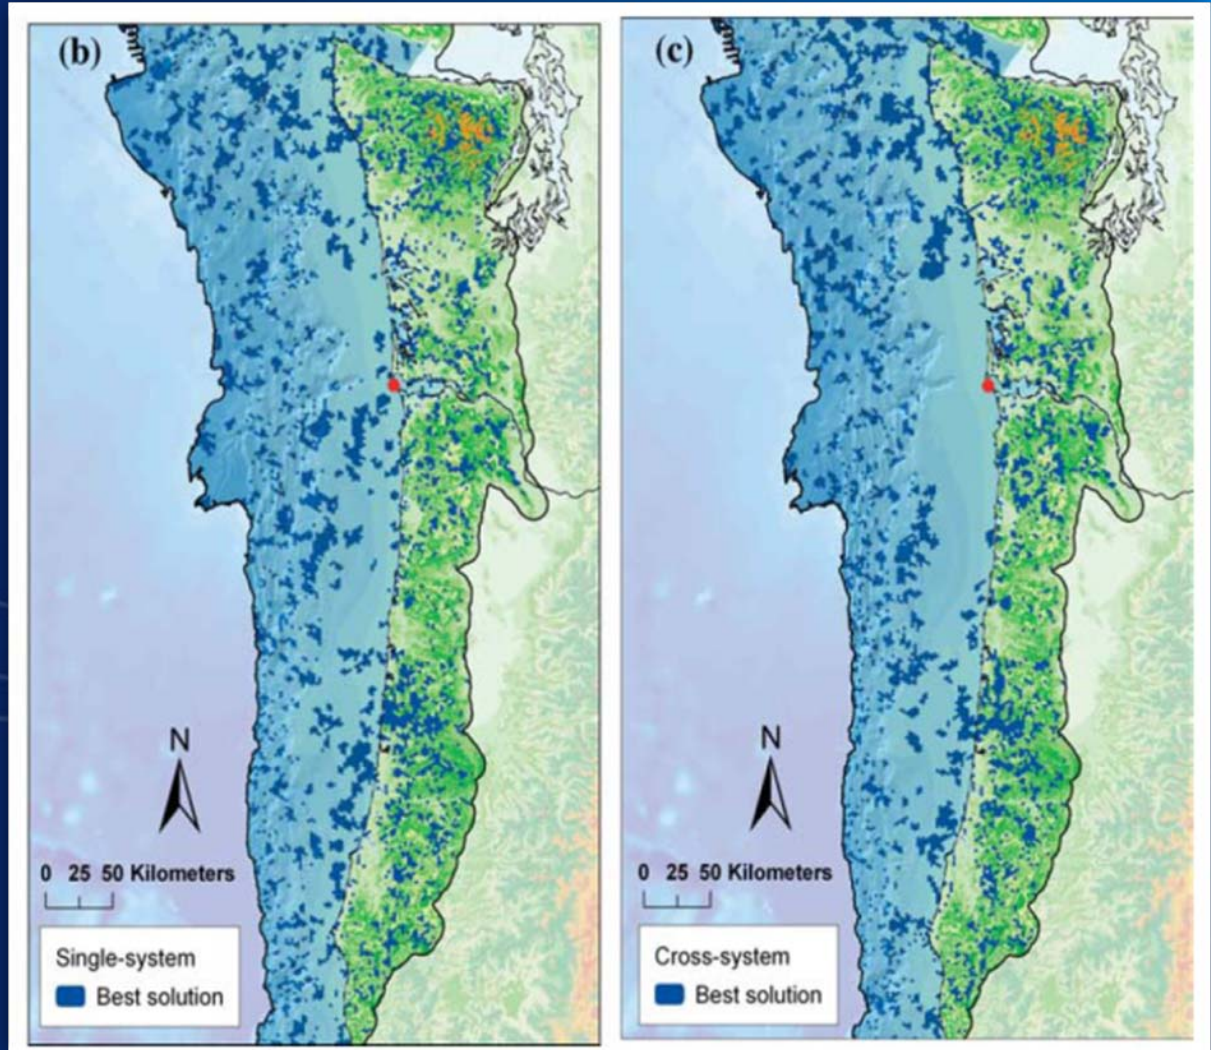 (b)
N
0 25 50 Kilometers
Single-system
Best solution
(c)
N
0 25 50 Kilometers
Cross-system
Best solution